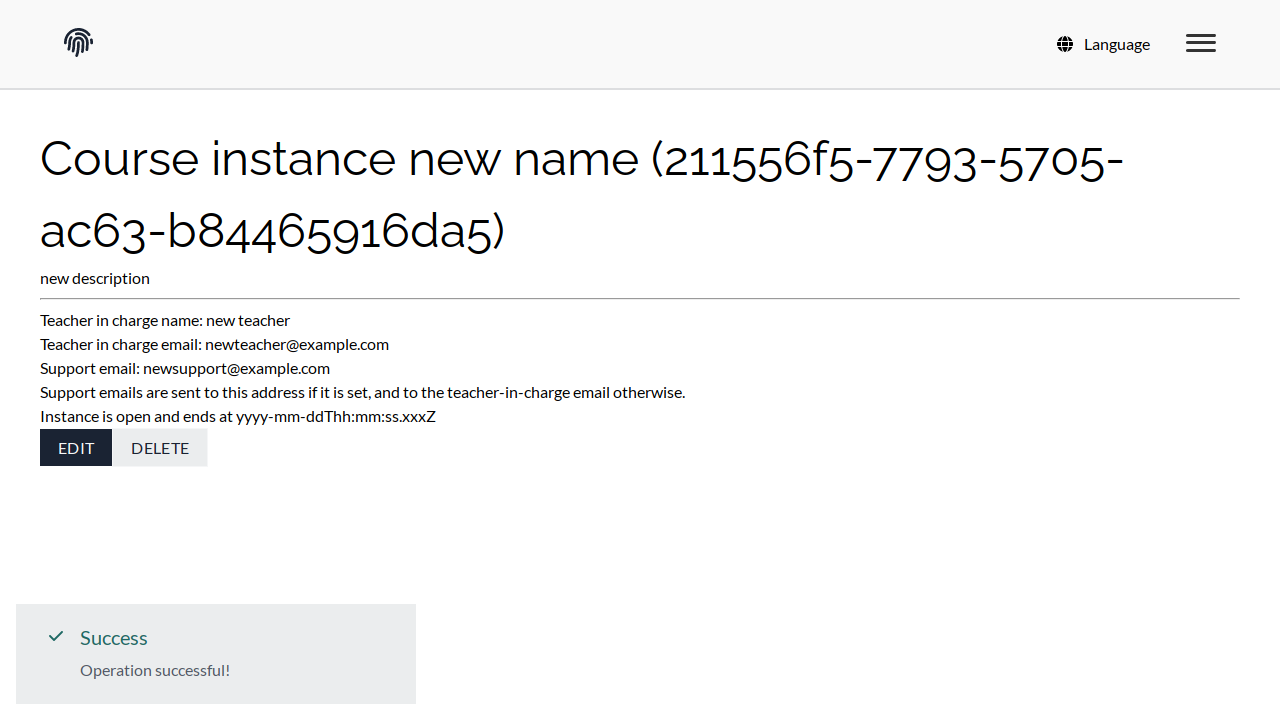 Language
Course instance new name (211556f5-7793-5705-
ac63-b84465916da5)
new description
Teacher in charge name: new teacher
Teacher in charge email: newteacher@example.com
Support email: newsupport@example.com
Support emails are sent to this address if it is set, and to the teacher-in-charge email otherwise.
Instance is open and ends at yyyy-mm-ddThh:mm:ss.xxxZ
EDIT DELETE
Success
Operation successful!